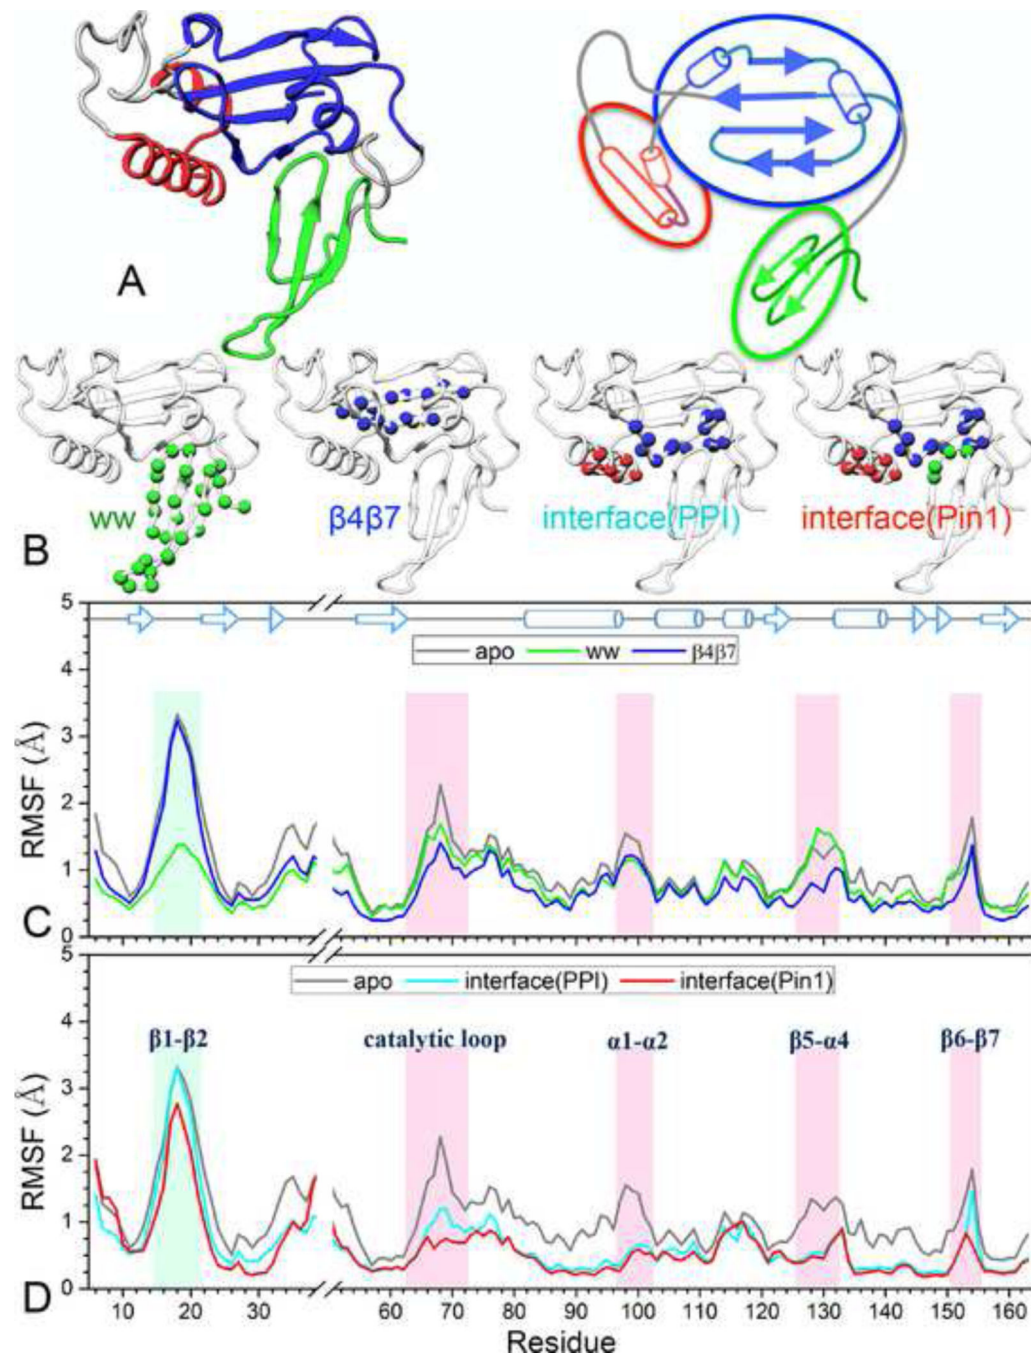 A
ww
β4β7
interface(PPI)
interface(Pin1)
B
5
apo
ww
β4β7
4
3
2
1
0
RMSF (Å)
C
5
apo
interface(PPI)
interface(Pin1)
β1-β2
catalytic loop
α1-α2
β5-α4
β6-β7
4
3
2
1
0
RMSF (Å)
D
10 20 30 60 70 80 90 100 110 120 130 140 150 160
Residue